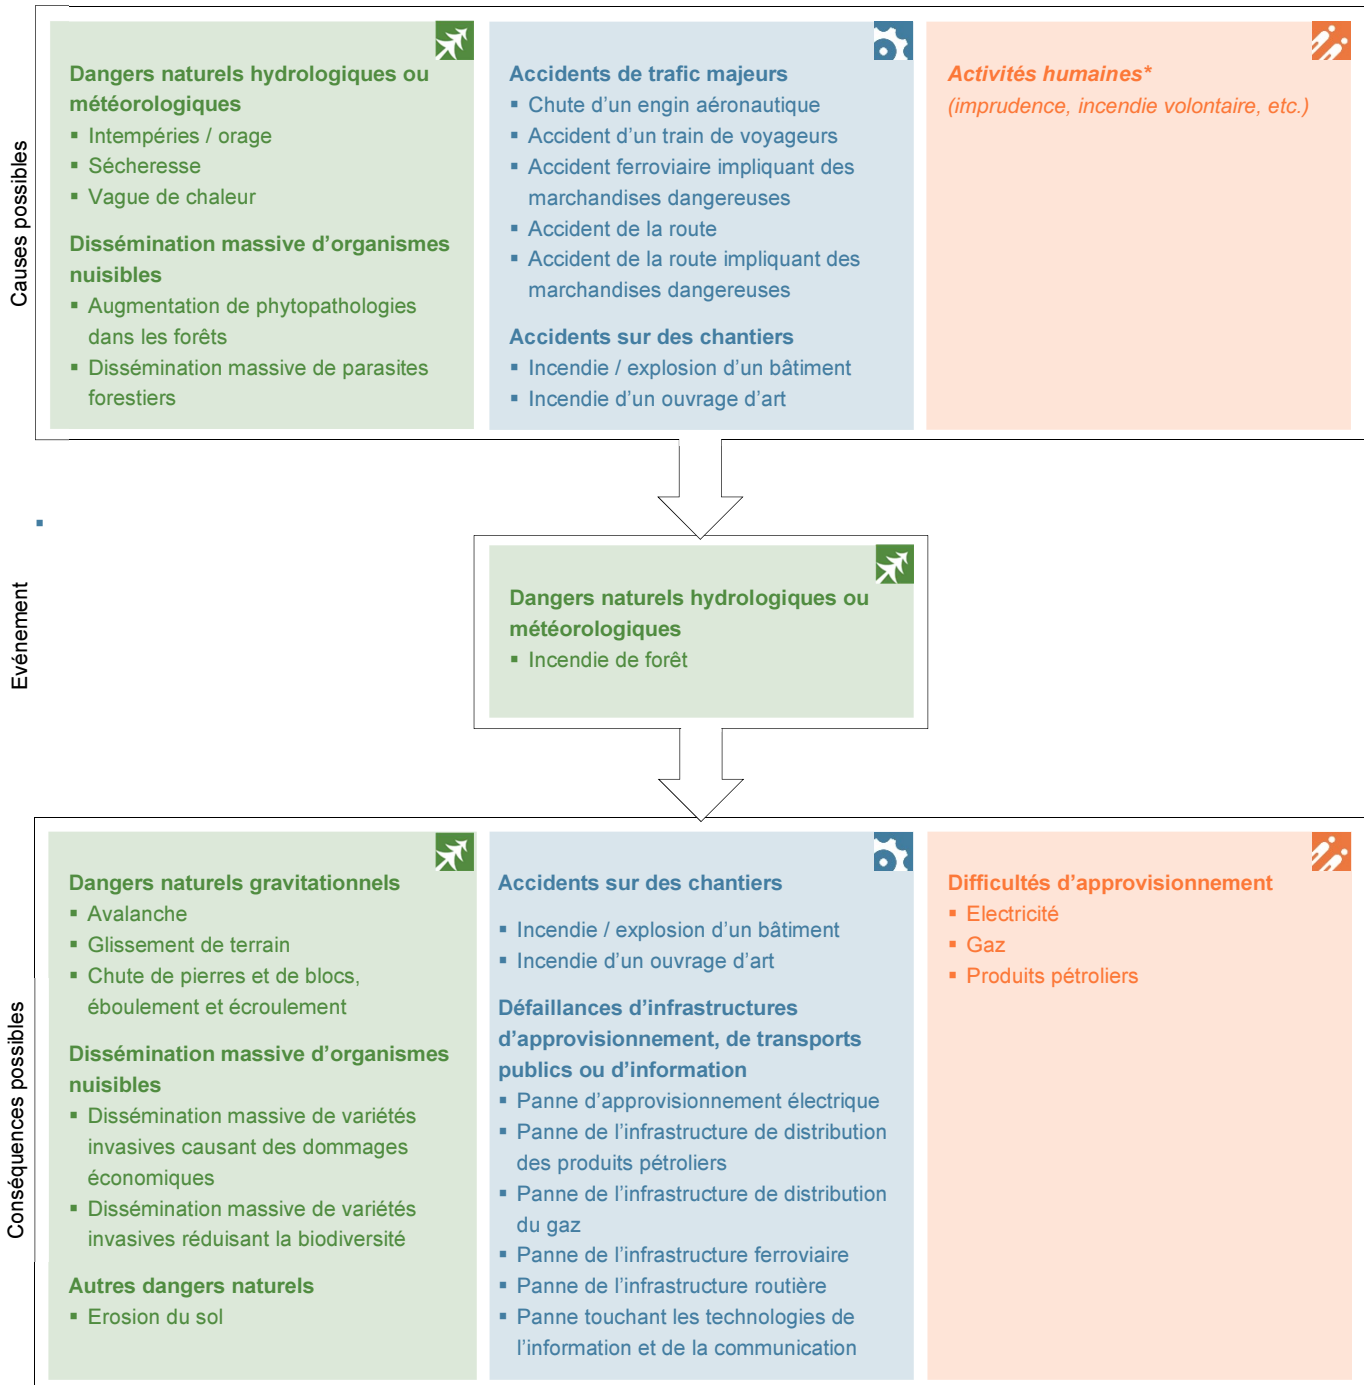 Causes possibles
Dangers naturels hydrologiques ou
météorologiques
▪ Intempéries / orage
▪ Sécheresse
▪ Vague de chaleur
Dissémination massive d’organismes
nuisibles
▪ Augmentation de phytopathologies
dans les forêts
▪ Dissémination massive de parasites
forestiers
Accidents de trafic majeurs
▪ Chute d’un engin aéronautique
▪ Accident d’un train de voyageurs
▪ Accident ferroviaire impliquant des
marchandises dangereuses
▪ Accident de la route
▪ Accident de la route impliquant des
marchandises dangereuses
Accidents sur des chantiers
▪ Incendie / explosion d’un bâtiment
▪ Incendie d’un ouvrage d’art
Activités humaines*
(imprudence, incendie volontaire, etc.)
Evénement
Dangers naturels hydrologiques ou
météorologiques
▪ Incendie de forêt
Conséquences possibles
Dangers naturels gravitationnels
▪ Avalanche
▪ Glissement de terrain
▪ Chute de pierres et de blocs,
éboulement et écroulement
Dissémination massive d’organismes
nuisibles
▪ Dissémination massive de variétés
invasives causant des dommages
économiques
▪ Dissémination massive de variétés
invasives réduisant la biodiversité
Autres dangers naturels
▪ Erosion du sol
Accidents sur des chantiers
▪ Incendie / explosion d’un bâtiment
▪ Incendie d’un ouvrage d’art
Défaillances d’infrastructures
d’approvisionnement, de transports
publics ou d’information
▪ Panne d’approvisionnement électrique
▪ Panne de l’infrastructure de distribution
des produits pétroliers
▪ Panne de l’infrastructure de distribution
du gaz
▪ Panne de l’infrastructure ferroviaire
▪ Panne de l’infrastructure routière
▪ Panne touchant les technologies de
l’information et de la communication
Difficultés d’approvisionnement
▪ Electricité
▪ Gaz
▪ Produits pétroliers